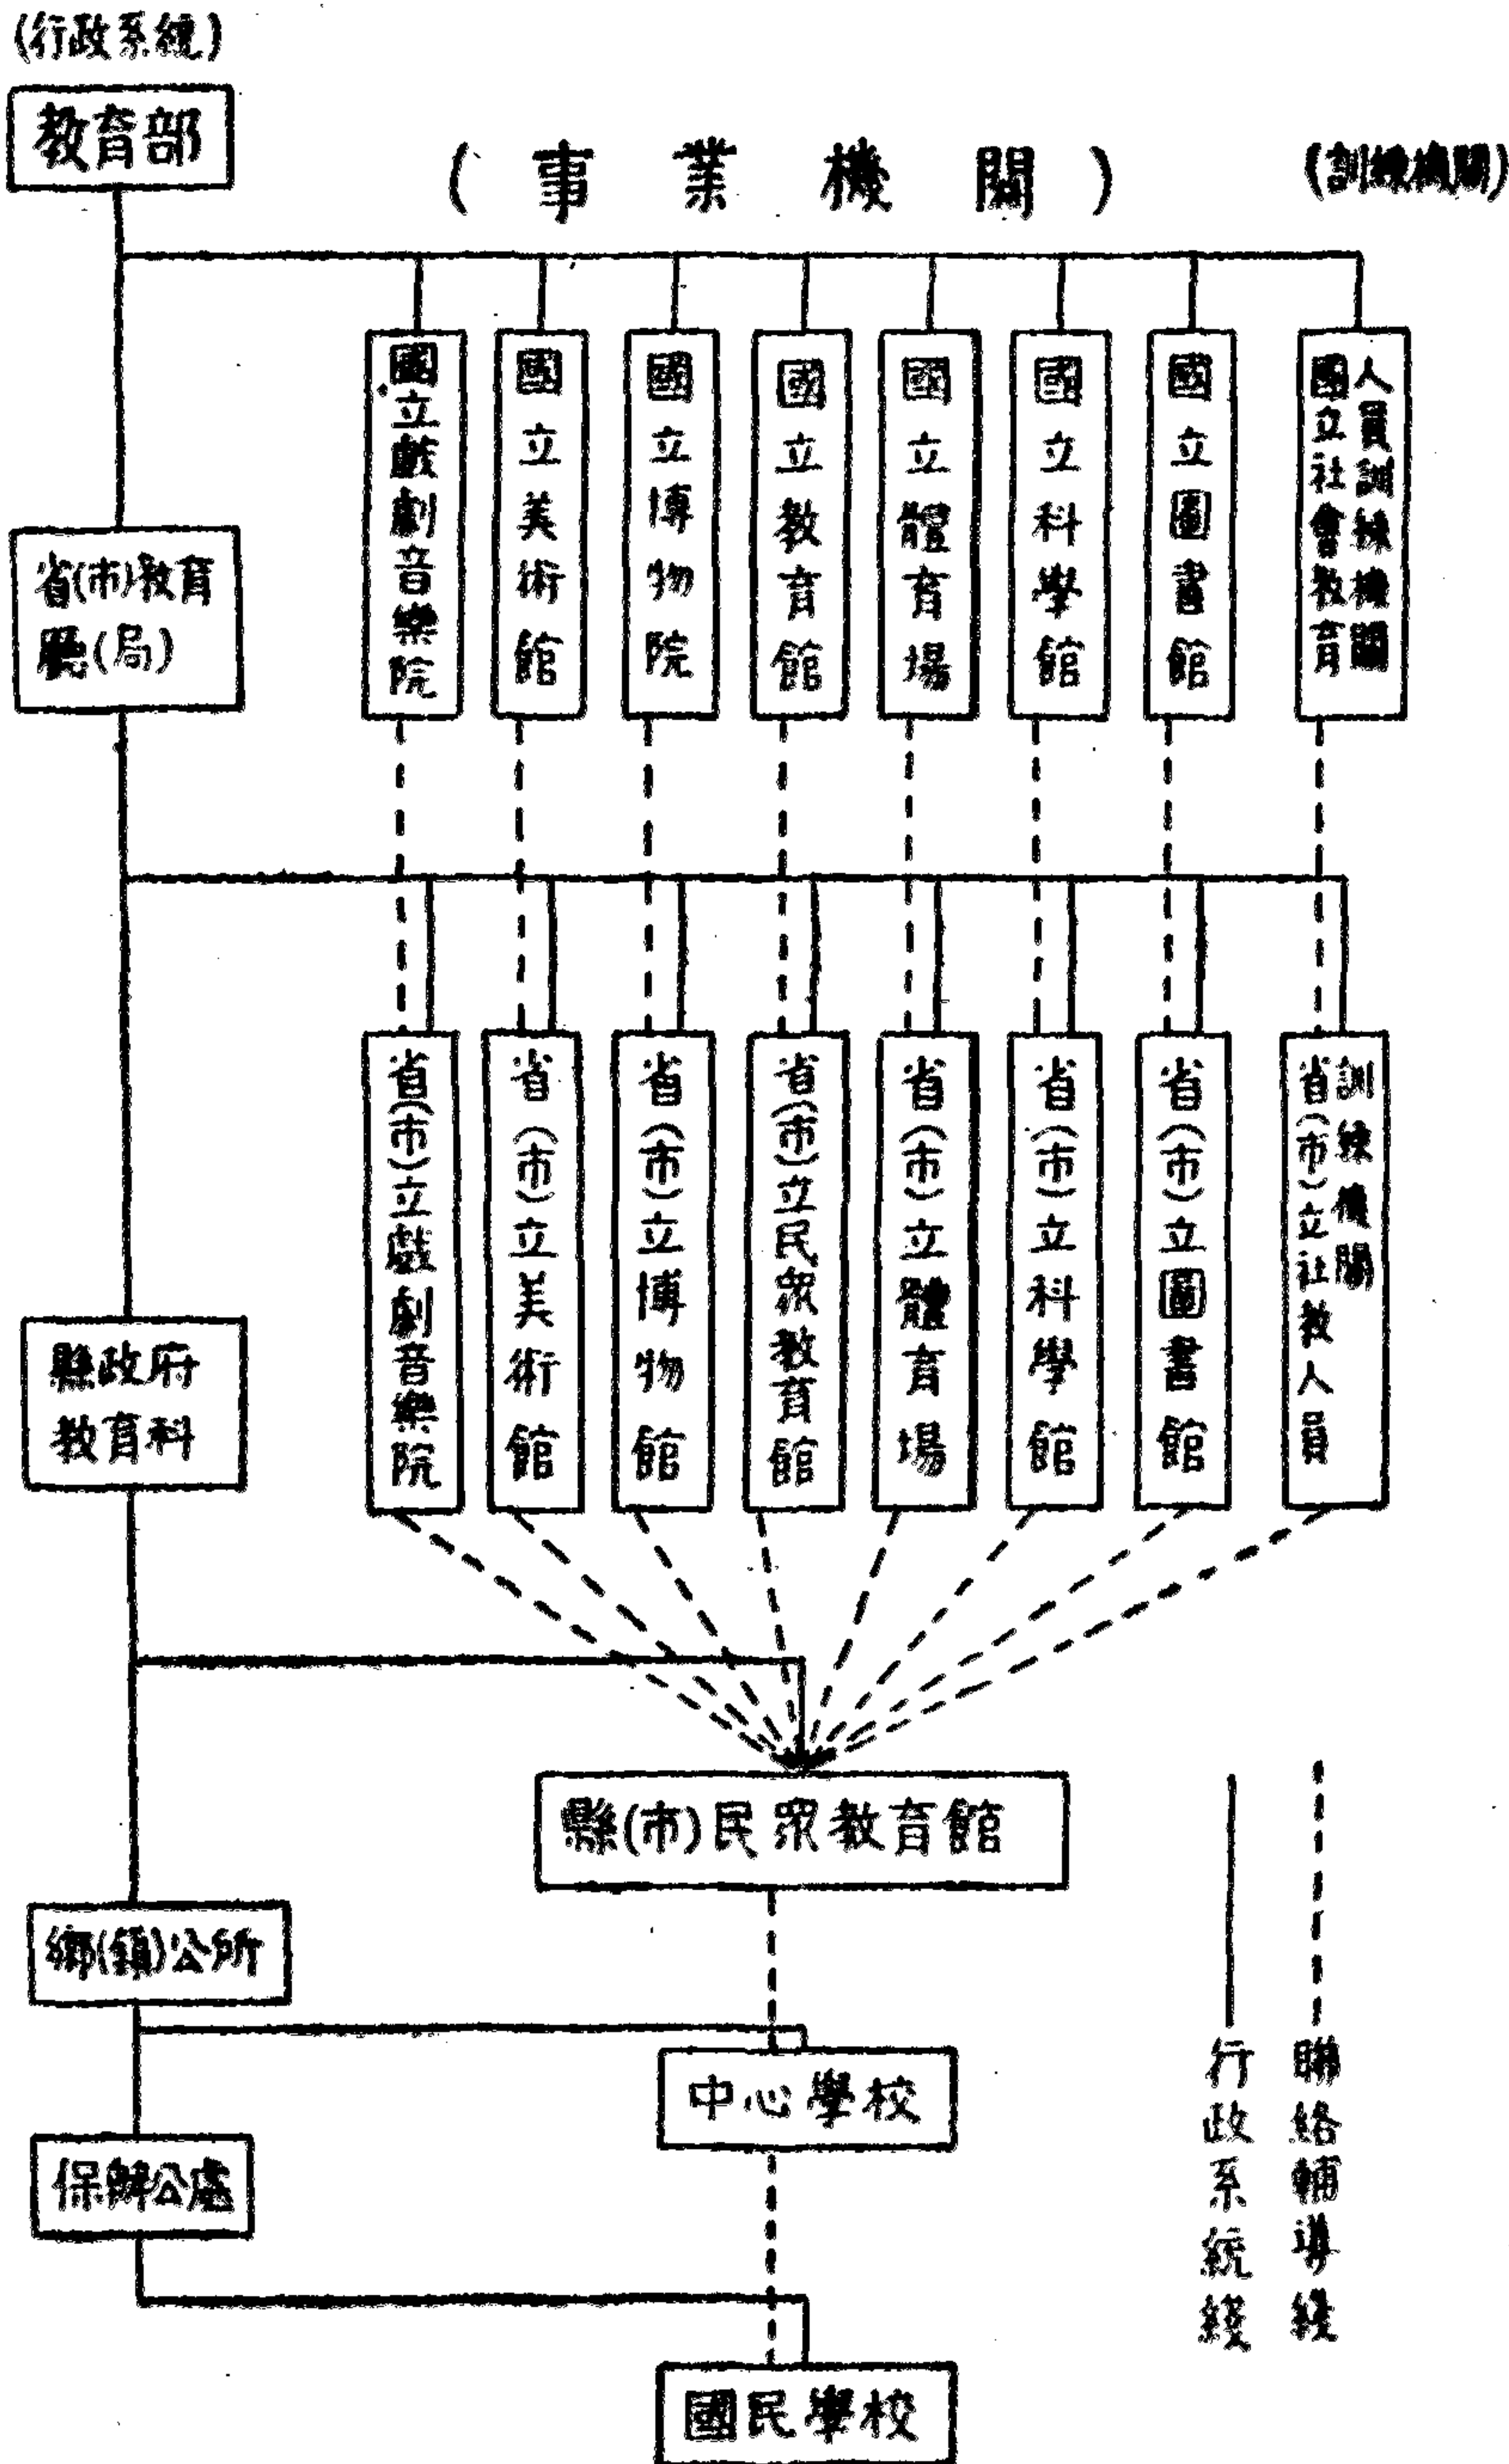 (行政系統)
教育部
(事業機關)
(訓練機關)
國立戲劇音樂院
國立美術館
國立博物院
國立教育館
國立體育場
國立科學館
國立圖書館
國立社會教育
人員訓練機關
省(市)教育
廳(局)
省(市)立戲劇音樂院
省(市)立美術館
省(市)立博物館
省(市)立民眾教育館
省(市)立體育場
省(市)立科學館
省(市)立圖書館
省(市)立社教人員
訓練機關
縣政府
教育科
縣(市)民眾教育館
鄉(鎮)公所
中心學校
保辦公處
國民學校
行政系統綫
聯絡輔導綫